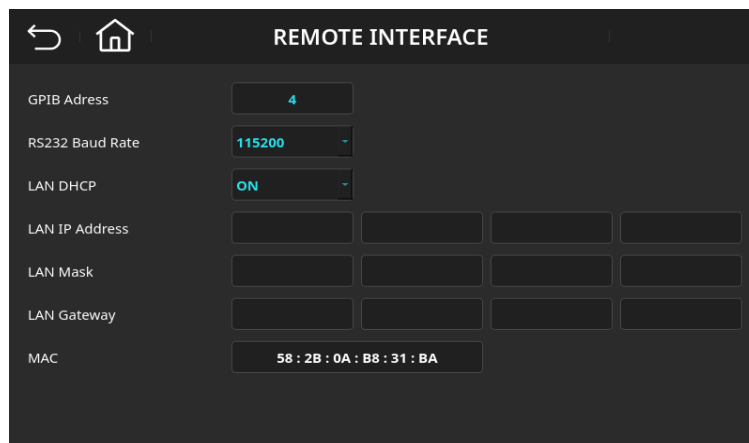 REMOTE INTERFACE
GPIB Adress 4
RS232 Baud Rate 115200
LAN DHCP ON
LAN IP Address
LAN Mask
LAN Gateway
MAC 58 : 2B : 0A : B8 : 31 : BA